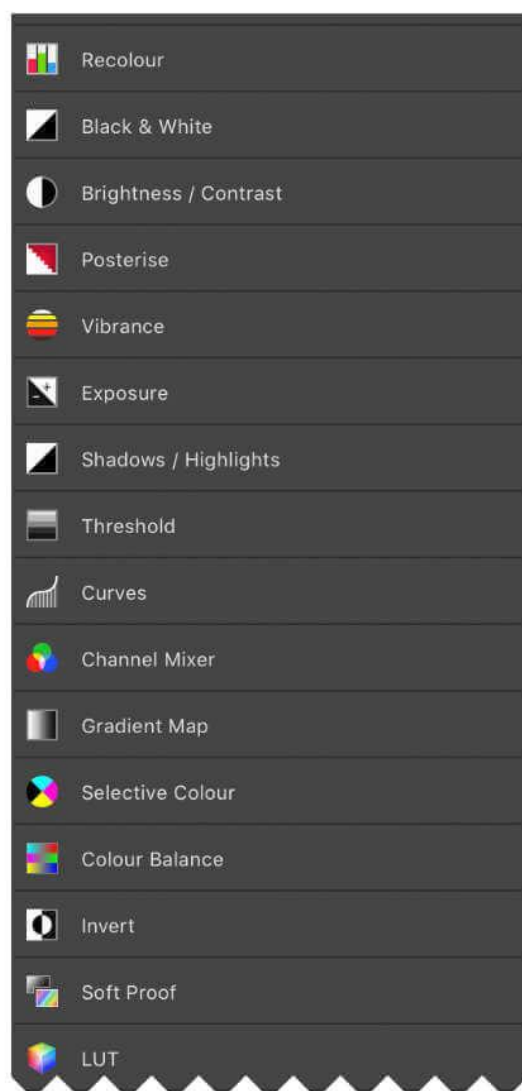 Recolour
Black & White
Brightness / Contrast
Posterise
Vibrance
Exposure
Shadows / Highlights
Threshold
Curves
Channel Mixer
Gradient Map
Selective Colour
Colour Balance
Invert
Soft Proof
LUT